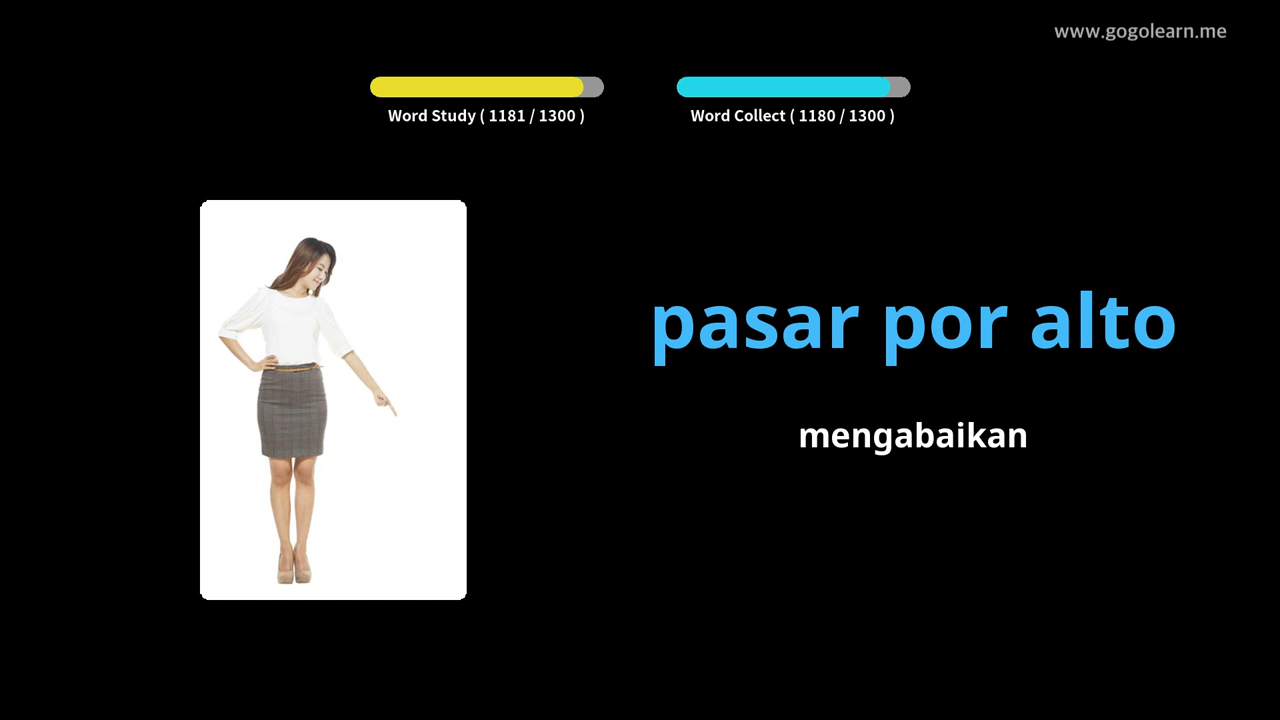 www.gogolearn.me
Word Study ( 1181 / 1300 )
Word Collect ( 1180 / 1300 )
pasar por alto
mengabaikan